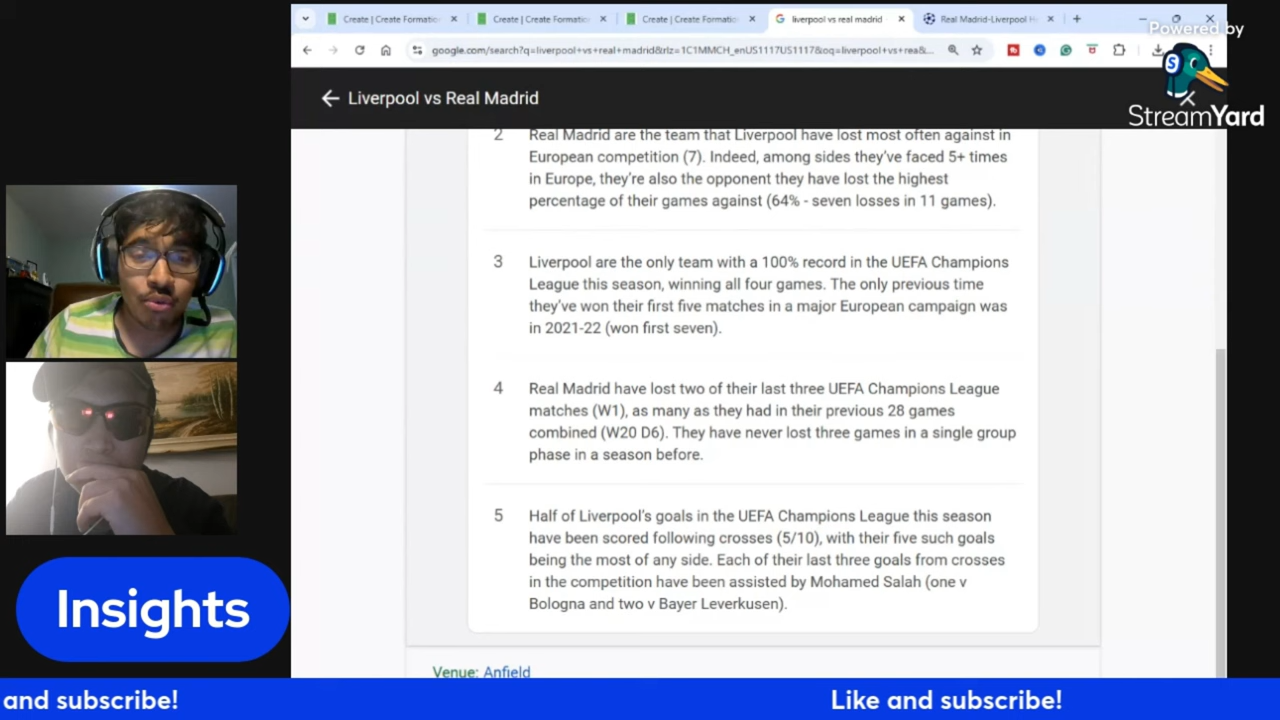 Create | Create Formation
Create | Create Formation
Create | Create Formation
liverpool vs real madrid
Real Madrid-Liverpool H
google.com/search?q=liverpool+vs+real+madrid&rlz=1C1MMCH_enUS1117US1117&oq=liverpool+vs+rea&...
Powered by
StreamYard
Liverpool vs Real Madrid
2 Real Madrid are the team that Liverpool have lost most often against in
European competition (7). Indeed, among sides they've faced 5+ times
in Europe, they're also the opponent they have lost the highest
percentage of their games against (64% - seven losses in 11 games).
3 Liverpool are the only team with a 100% record in the UEFA Champions
League this season, winning all four games. The only previous time
they've won their first five matches in a major European campaign was
in 2021-22 (won first seven).
4 Real Madrid have lost two of their last three UEFA Champions League
matches (W1), as many as they had in their previous 28 games
combined (W20 D6). They have never lost three games in a single group
phase in a season before.
5 Half of Liverpool's goals in the UEFA Champions League this season
have been scored following crosses (5/10), with their five such goals
being the most of any side. Each of their last three goals from crosses
in the competition have been assisted by Mohamed Salah (one v
Bologna and two v Bayer Leverkusen).
Venue: Anfield
Insights
and subscribe!
Like and subscribe!